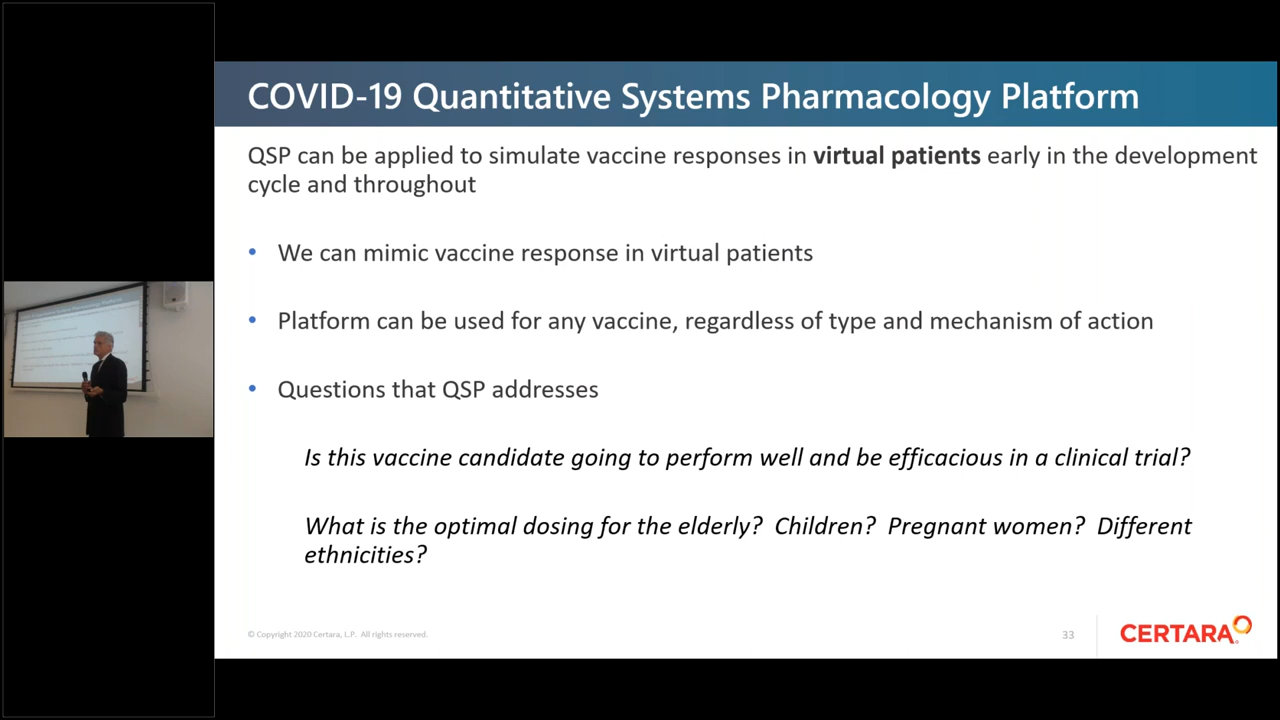 COVID-19 Quantitative Systems Pharmacology Platform
QSP can be applied to simulate vaccine responses in virtual patients early in the development
cycle and throughout
• We can mimic vaccine response in virtual patients
• Platform can be used for any vaccine, regardless of type and mechanism of action
• Questions that QSP addresses
Is this vaccine candidate going to perform well and be efficacious in a clinical trial?
What is the optimal dosing for the elderly? Children? Pregnant women? Different
ethnicities?
© Copyright 2020 Certara, L.P. All rights reserved.
33
CERTARA